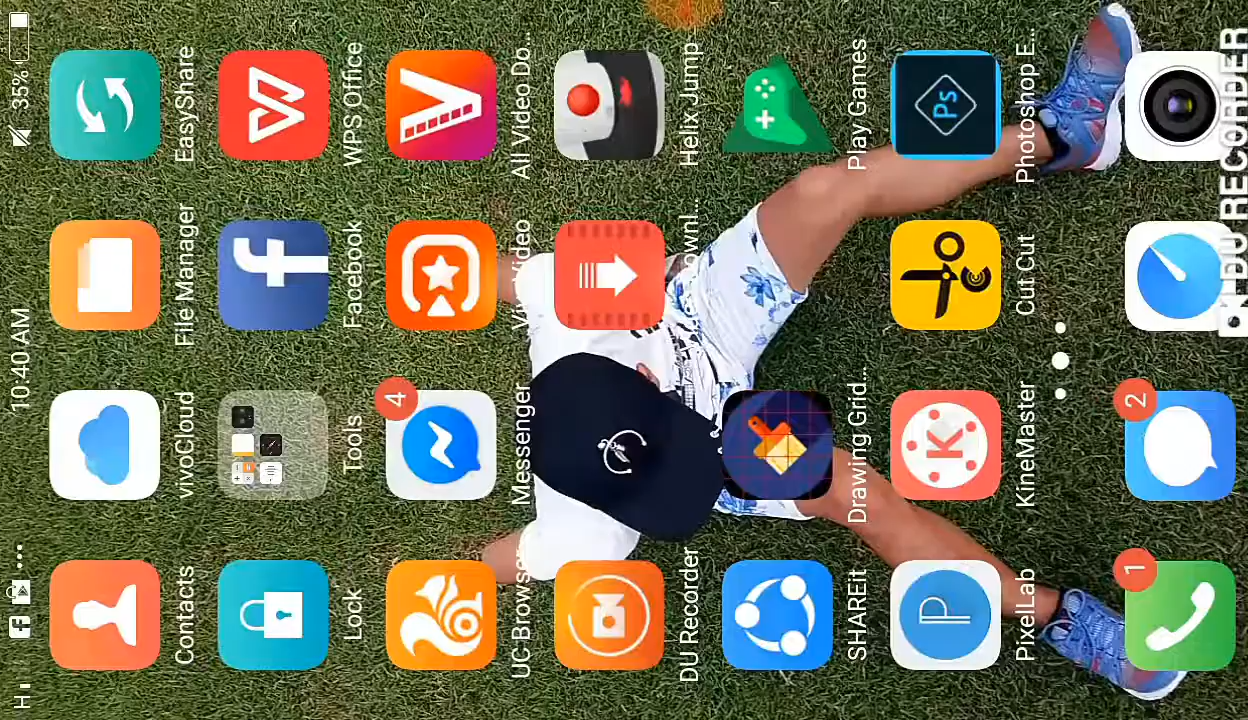 H
10:40 AM
35%
Contacts
vivoCloud
File Manager
EasyShare
Lock
Tools
Facebook
WPS Office
UC Browser
4
Messenger
Video
All Video Do...
DU Recorder
Helix Jump
SHAREit
Drawing Grid...
Play Games
PixelLab
KineMaster
Cut Cut
Ps
Photoshop E...
1
2
DU RECORDER